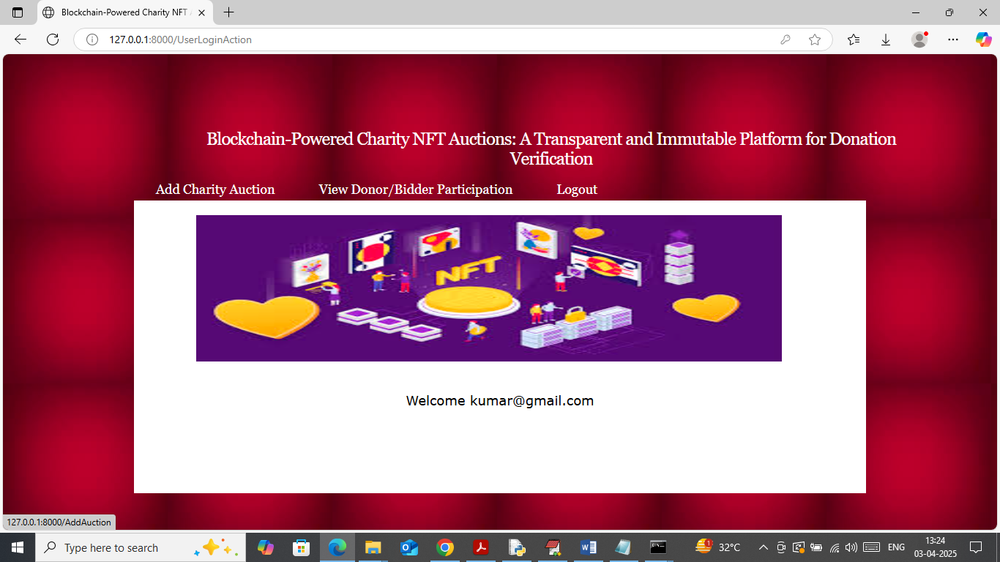 Blockchain-Powered Charity NFT A
127.0.0.1:8000/UserLoginAction
Blockchain-Powered Charity NFT Auctions: A Transparent and Immutable Platform for Donation
Verification
Add Charity Auction View Donor/Bidder Participation Logout
NFT
Welcome kumar@gmail.com
127.0.0.1:8000/AddAuction
Type here to search
1
32°C
ENG
13:24
03-04-2025